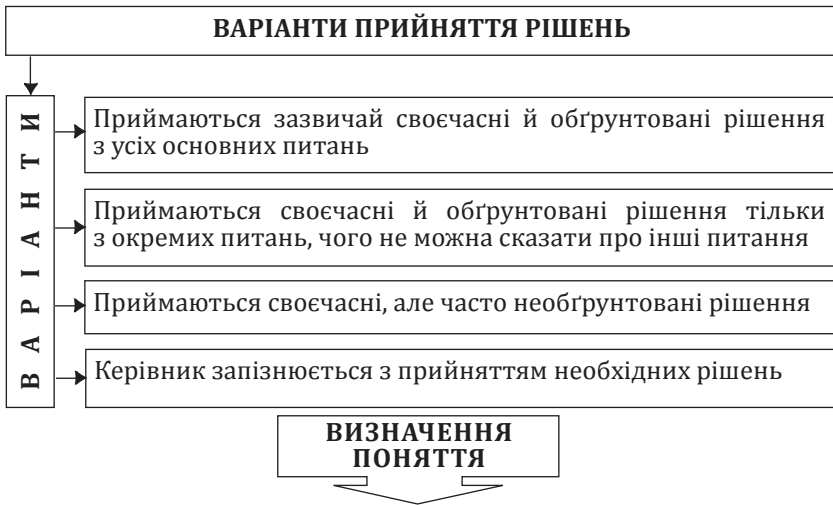 ВАРІАНТИ ПРИЙНЯТТЯ РІШЕНЬ
ВАРІАНТИ
Приймаються зазвичай своєчасні й обґрунтовані рішення
з усіх основних питань
Приймаються своєчасні й обґрунтовані рішення тільки
з окремих питань, чого не можна сказати про інші питання
Приймаються своєчасні, але часто необґрунтовані рішення
Керівник запізнюється з прийняттям необхідних рішень
ВИЗНАЧЕННЯ
ПОНЯТТЯ